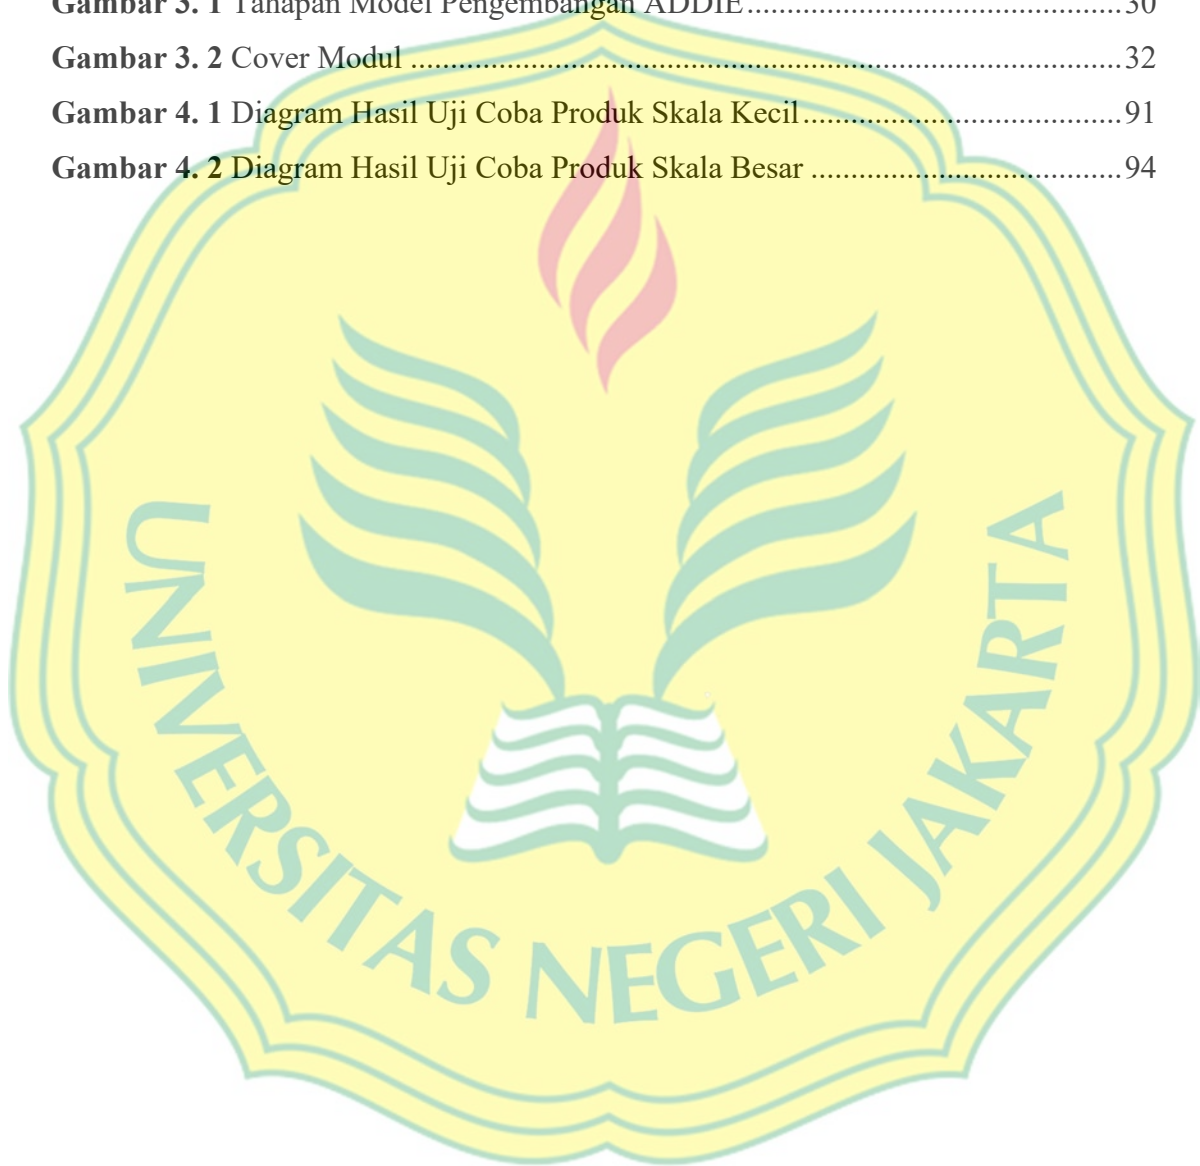 Gambar 3. 1 Tahapan Model Pengembangan ADDIE..............................................30
Gambar 3. 2 Cover Modul ........................................................................................32
Gambar 4. 1 Diagram Hasil Uji Coba Produk Skala Kecil.......................................91
Gambar 4. 2 Diagram Hasil Uji Coba Produk Skala Besar ......................................94
UNIVERSITAS NEGERI JAKARTA